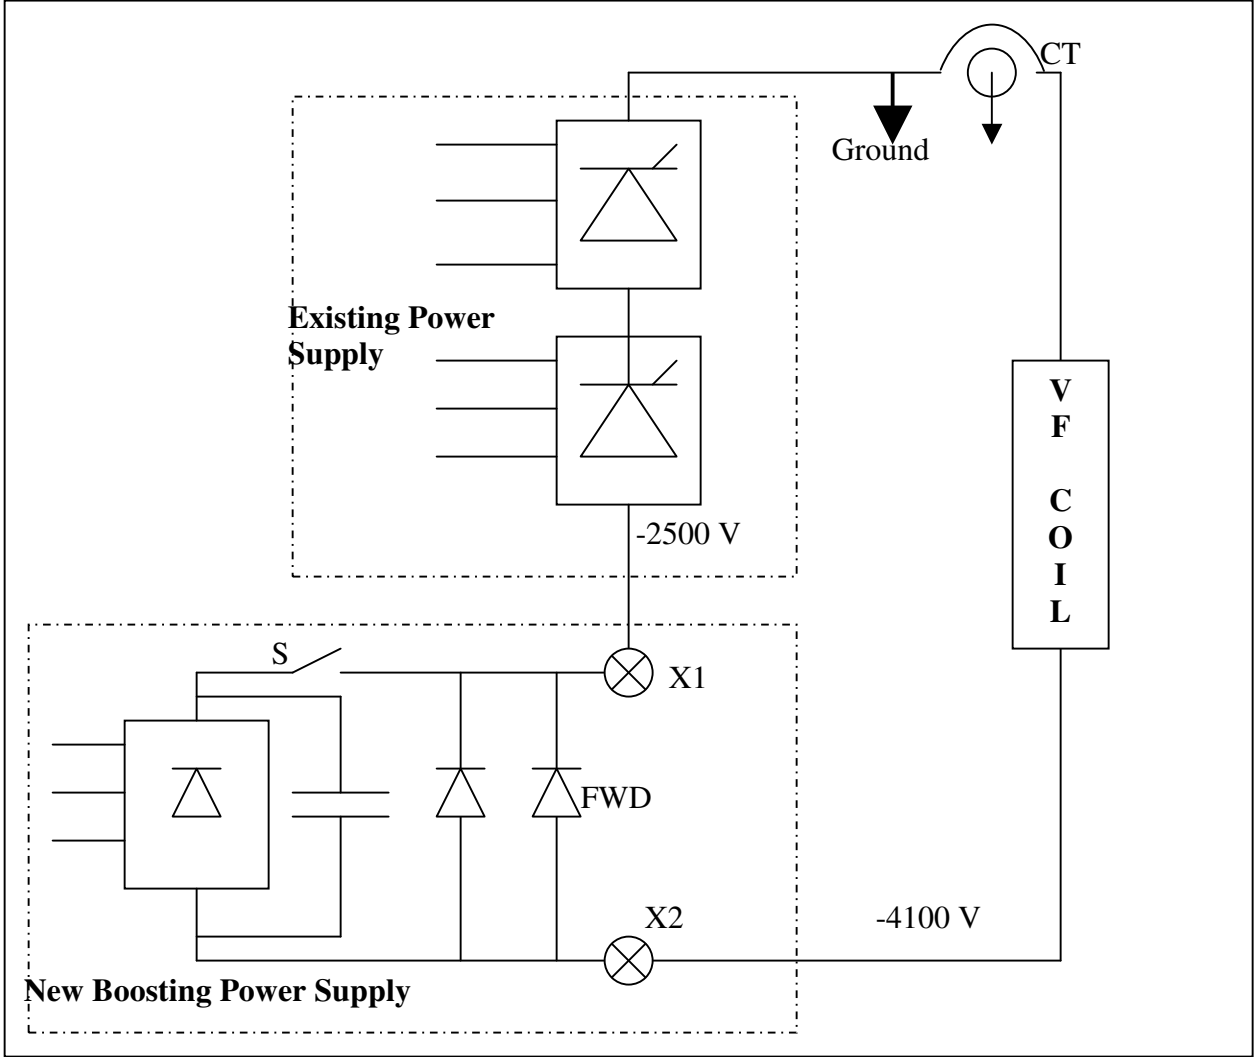 CT
Ground
Existing Power
Supply
-2500 V
V
F
C
O
I
L
S
X1
FWD
X2
-4100 V
New Boosting Power Supply